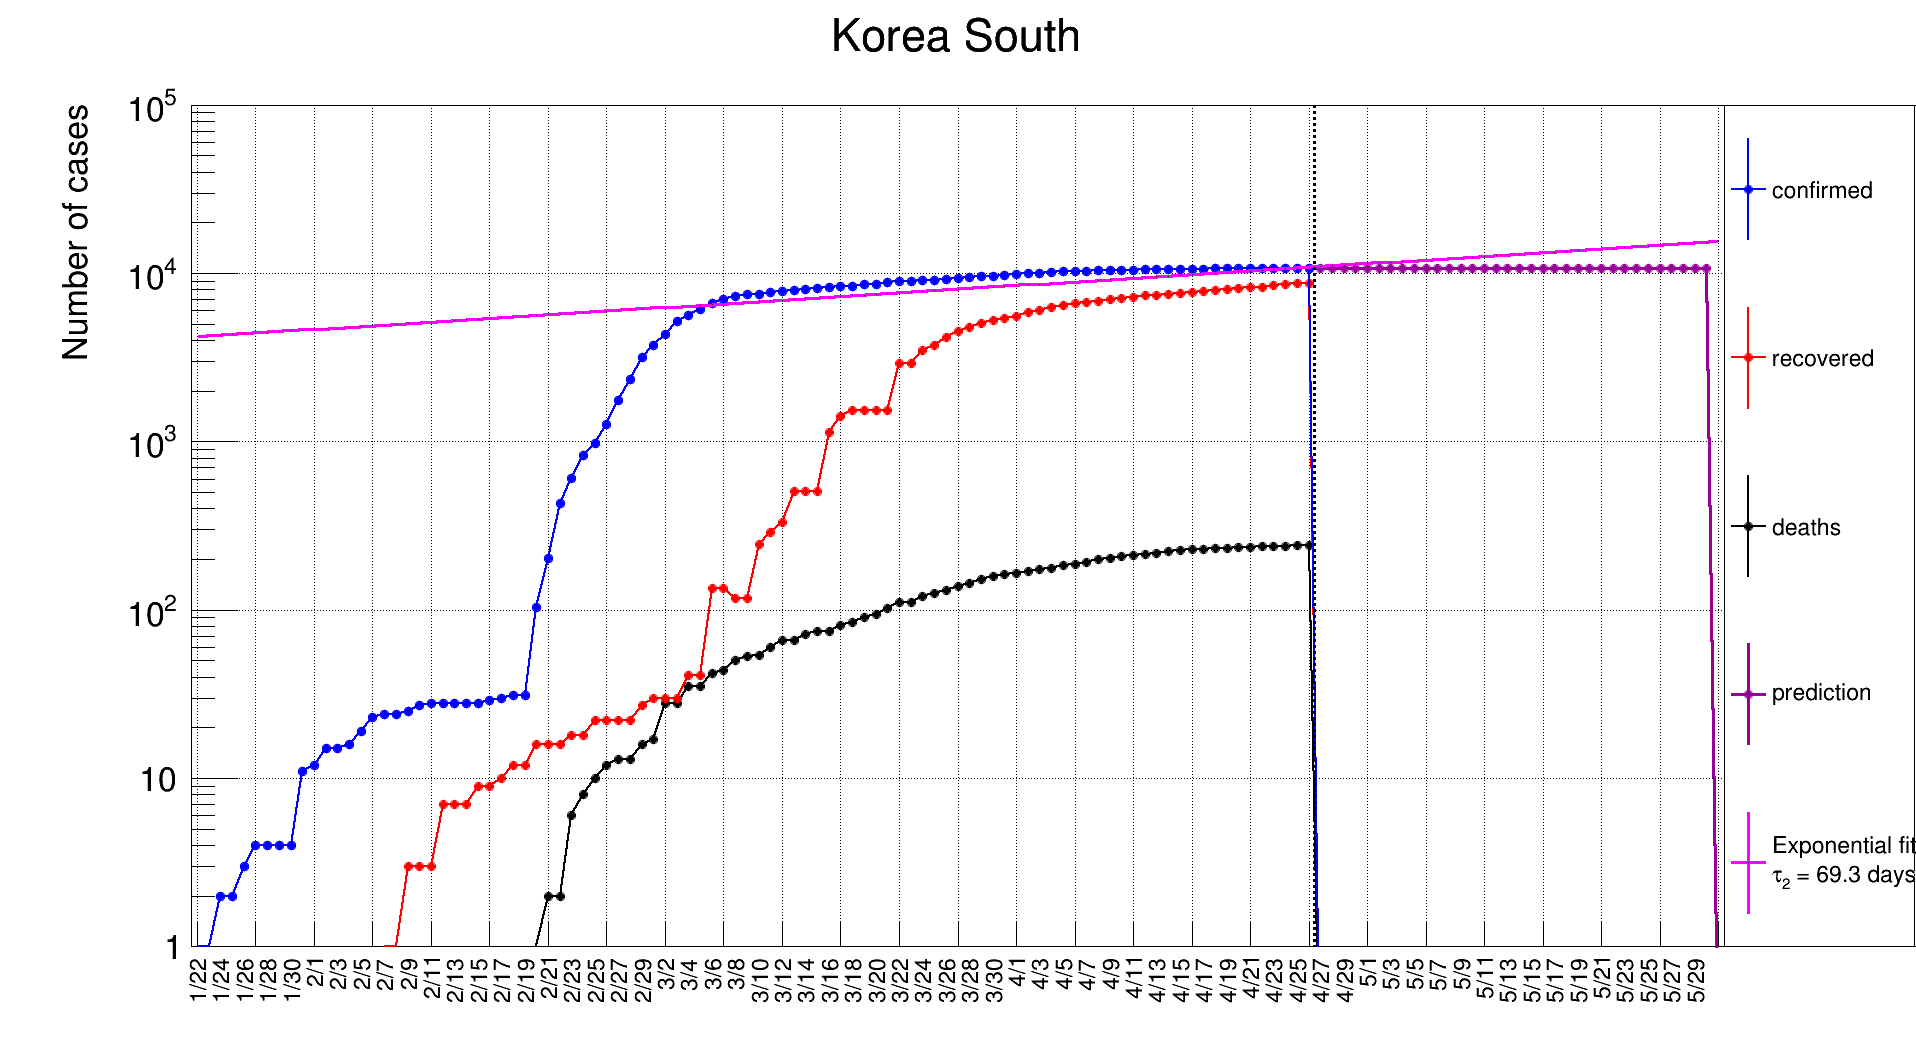 Korea South
Number of cases
10^5
10^4
10^3
10^2
10
1
1/22 1/24 1/26 1/28 1/30 2/1 2/3 2/5 2/7 2/9 2/11 2/13 2/15 2/17 2/19 2/21 2/23 2/25 2/27 2/29 3/2 3/4 3/6 3/8 3/10 3/12 3/14 3/16 3/18 3/20 3/22 3/24 3/26 3/28 3/30 4/1 4/3 4/5 4/7 4/9 4/11 4/13 4/15 4/17 4/19 4/21 4/23 4/25 4/27 4/29 5/1 5/3 5/5 5/7 5/9 5/11 5/13 5/15 5/17 5/19 5/21 5/23 5/25 5/27 5/29
confirmed
recovered
deaths
prediction
Exponential fit
τ₂ = 69.3 days